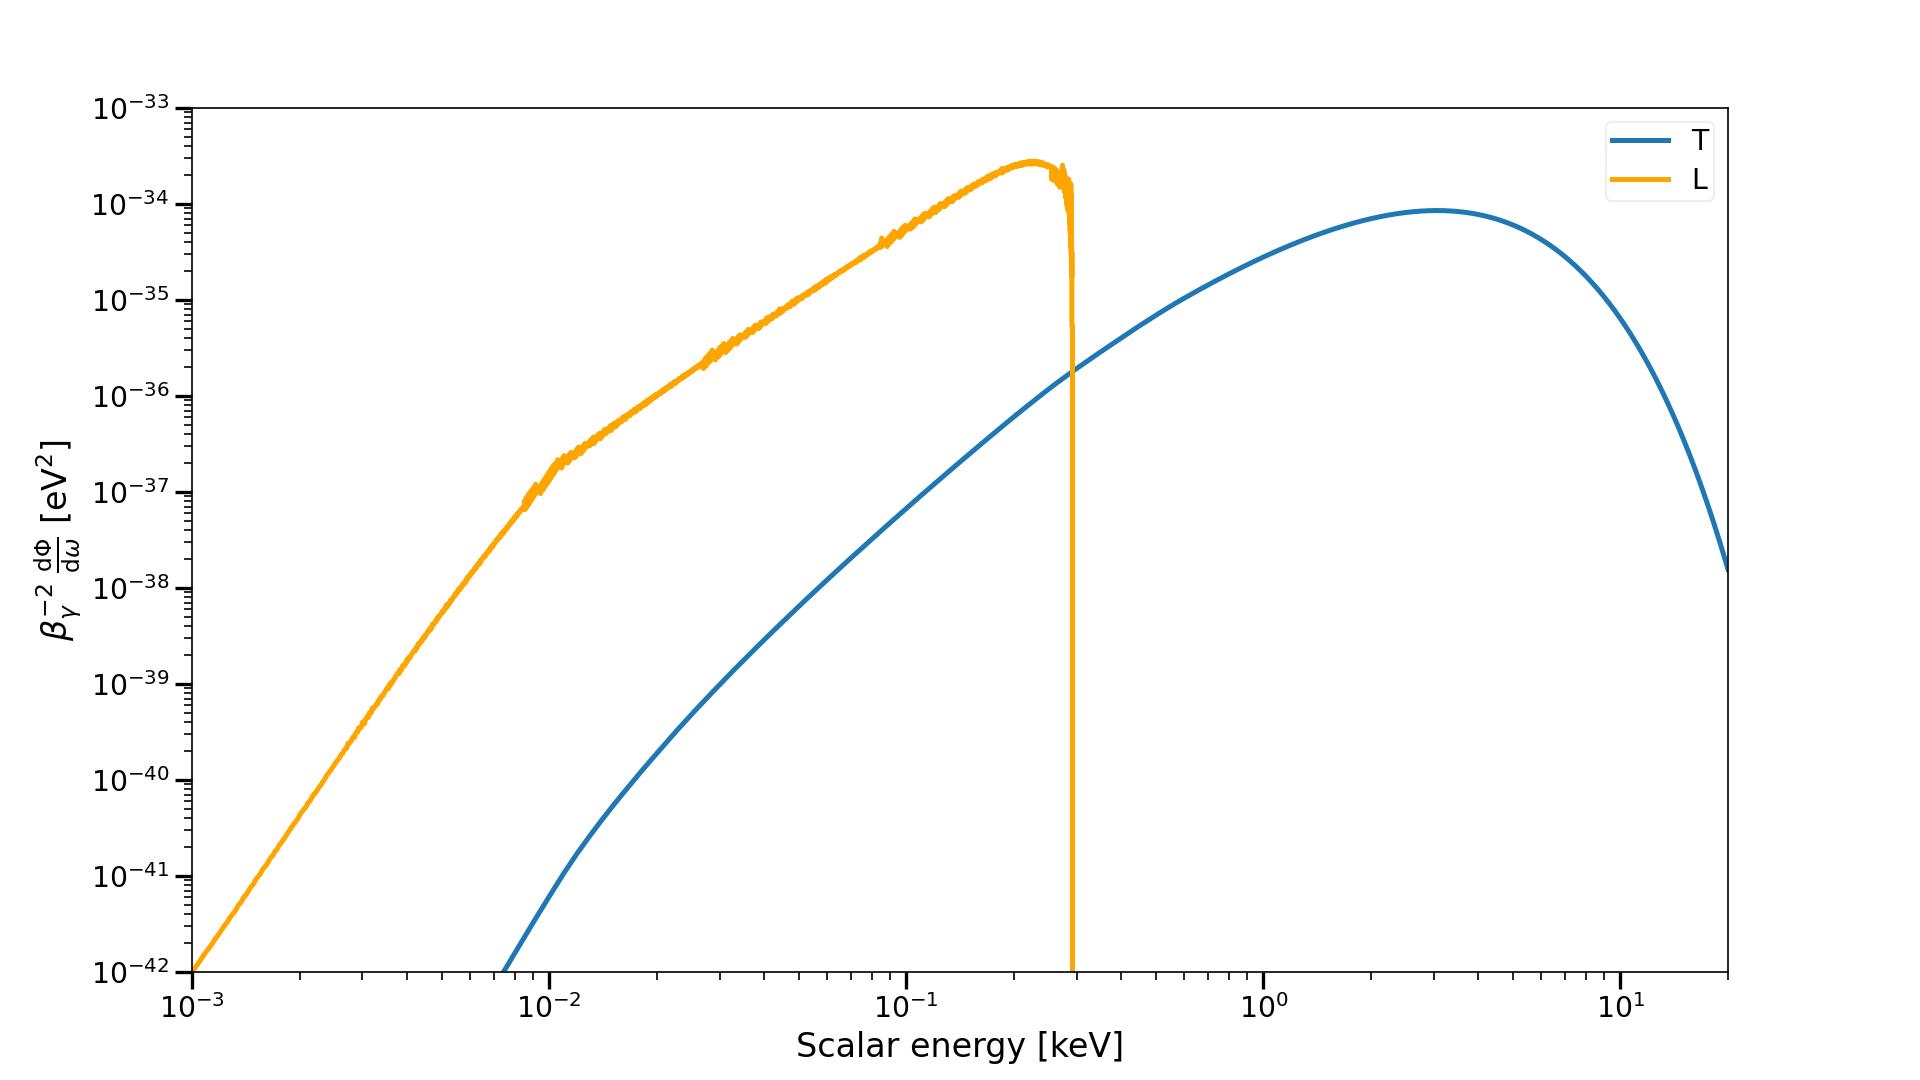 10⁻³³
10⁻³⁴
10⁻³⁵
10⁻³⁶
10⁻³⁷
10⁻³⁸
10⁻³⁹
10⁻⁴⁰
10⁻⁴¹
10⁻⁴²
β_γ⁻² dΦ/dω [eV²]
T
L
10⁻³ 10⁻² 10⁻¹ 10⁰ 10¹
Scalar energy [keV]